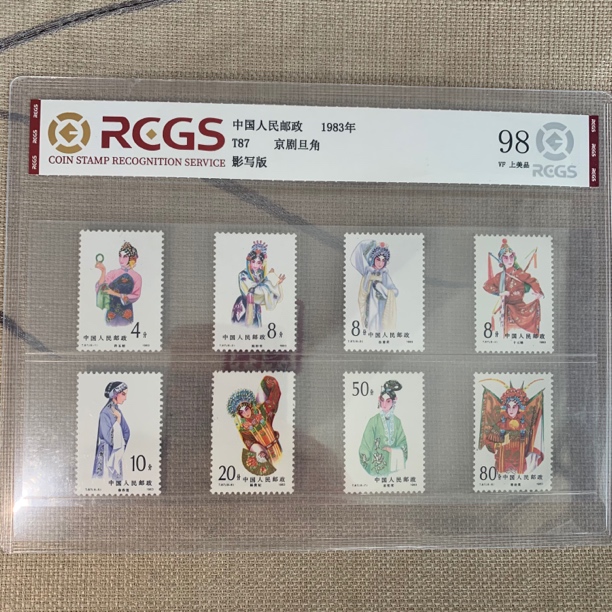 RCGS
COIN STAMP RECOGNITION SERVICE
中国人民邮政 1983年
T87 京剧旦角
影写版
98
VF 上美品
RCGS
4分
中国人民邮政
8分
中国人民邮政
8分
中国人民邮政
8分
中国人民邮政
10分
中国人民邮政
20分
中国人民邮政
50分
中国人民邮政
80分
中国人民邮政